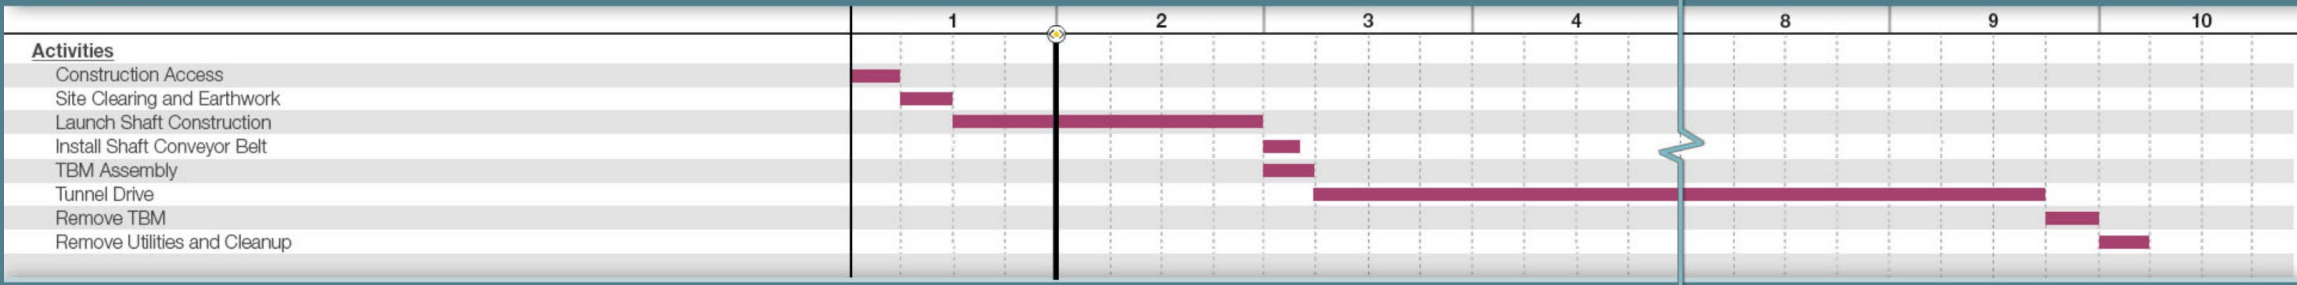 1 2 3 4 8 9 10
Activities
Construction Access
Site Clearing and Earthwork
Launch Shaft Construction
Install Shaft Conveyor Belt
TBM Assembly
Tunnel Drive
Remove TBM
Remove Utilities and Cleanup